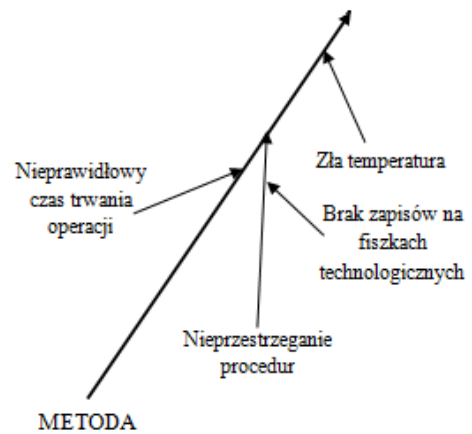 Zła temperatura
Nieprawidłowy
czas trwania
operacji
Brak zapisów na
fiszkach
technologicznych
Nieprzestrzeganie
procedur
METODA